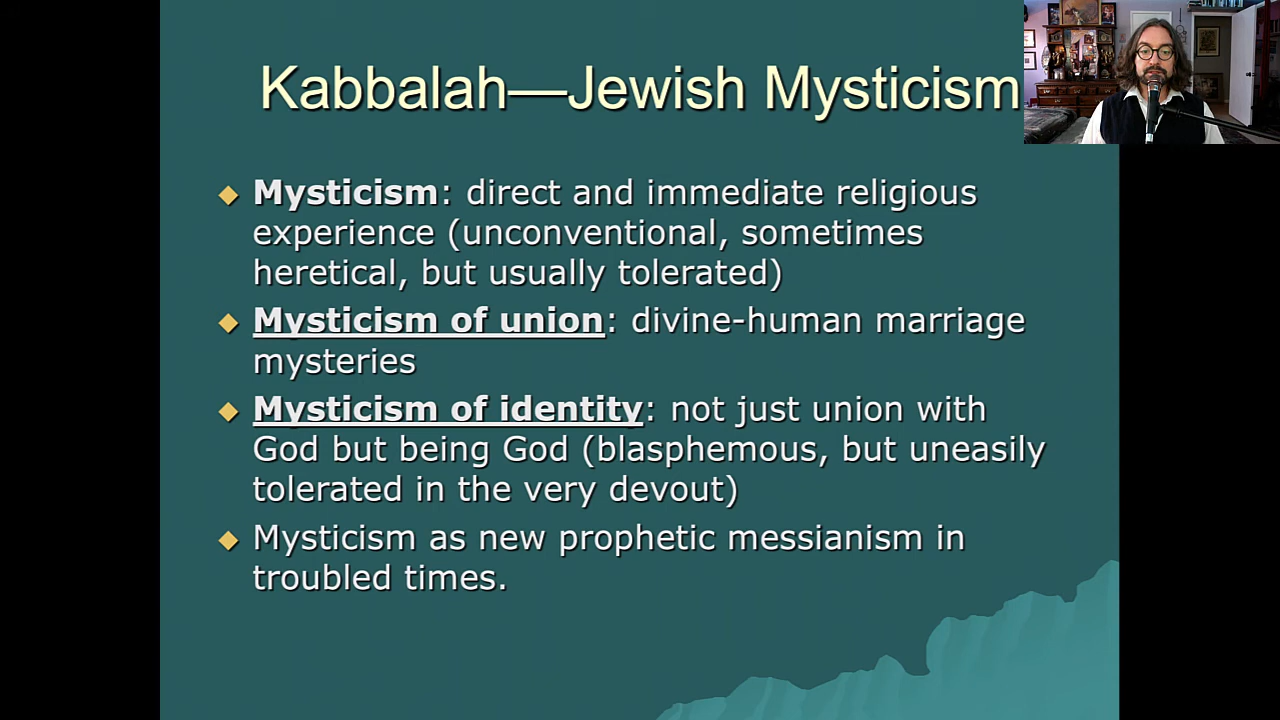 Kabbalah—Jewish Mysticism
Mysticism: direct and immediate religious
experience (unconventional, sometimes
heretical, but usually tolerated)
Mysticism of union: divine-human marriage
mysteries
Mysticism of identity: not just union with
God but being God (blasphemous, but uneasily
tolerated in the very devout)
Mysticism as new prophetic messianism in
troubled times.